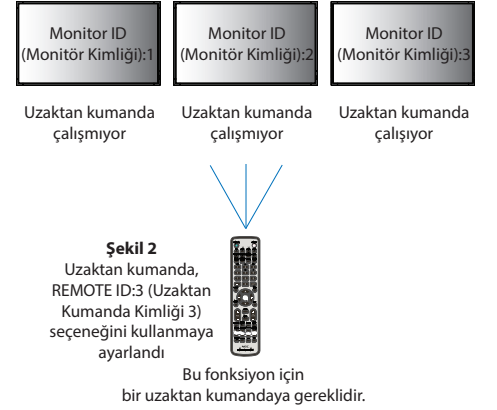 Monitor ID
(Monitör Kimliği):1
Monitor ID
(Monitör Kimliği):2
Monitor ID
(Monitör Kimliği):3
Uzaktan kumanda
çalışmıyor
Uzaktan kumanda
çalışmıyor
Uzaktan kumanda
çalışıyor
Şekil 2
Uzaktan kumanda,
REMOTE ID:3 (Uzaktan
Kumanda Kimliği 3)
seçeneğini kullanmaya
ayarlandı
Bu fonksiyon için
bir uzaktan kumandaya gereklidir.